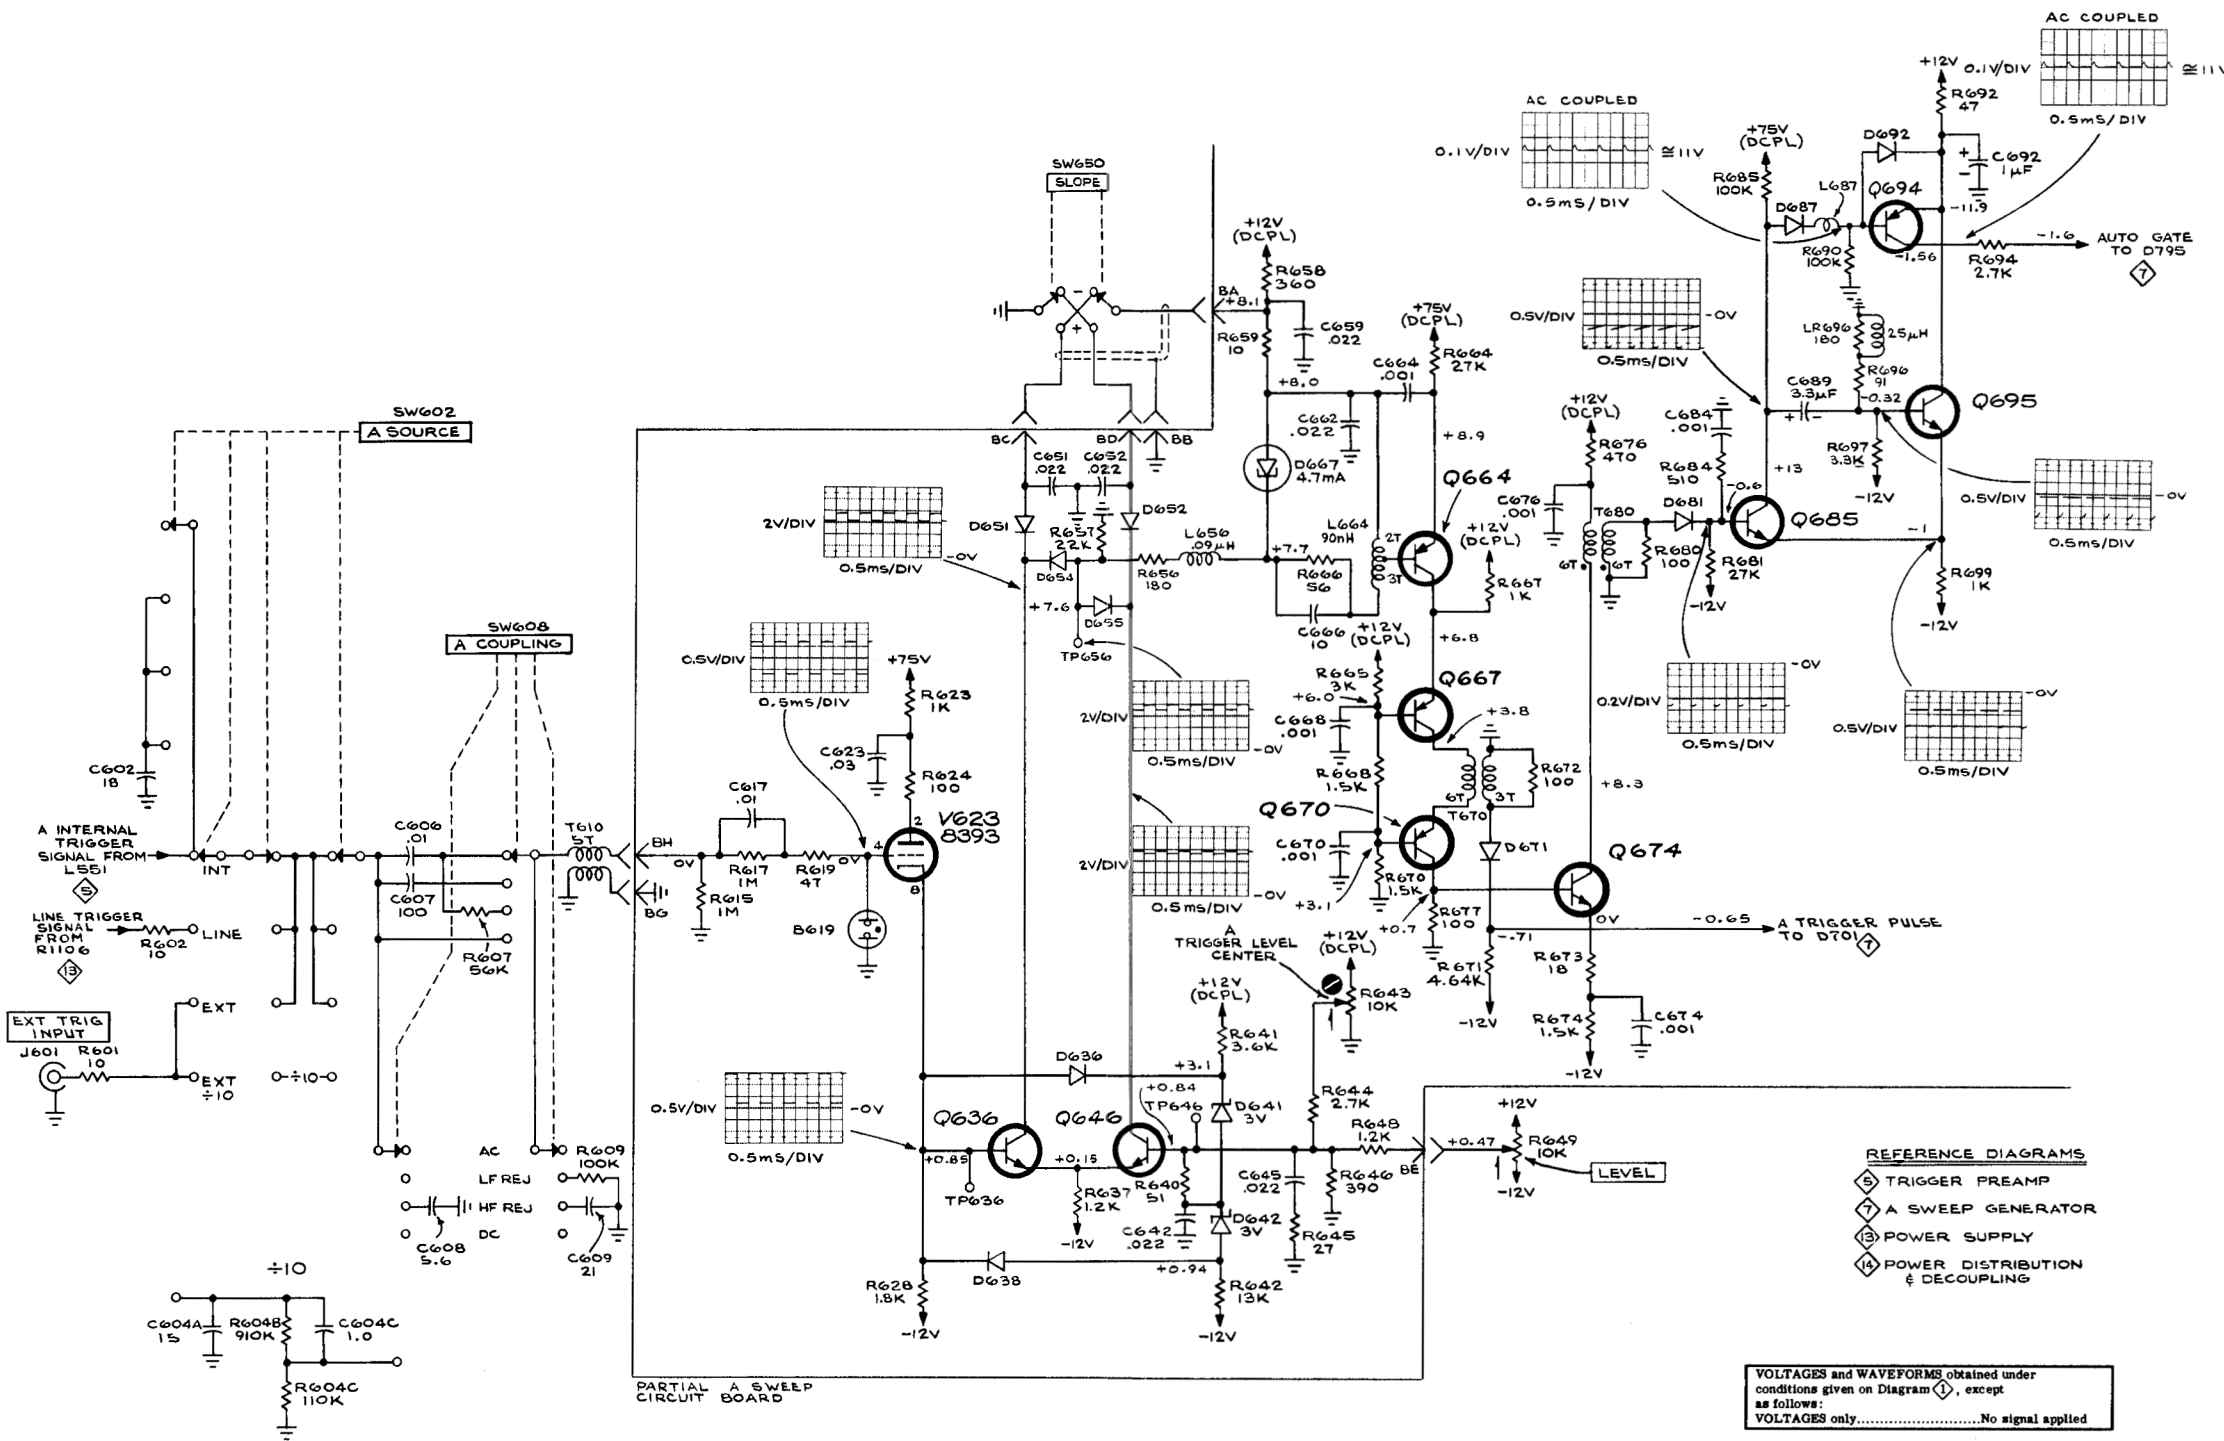 AC COUPLED
+12V
0.1V/DIV
≅11V
0.5mS/DIV
R692
47
AC COUPLED
0.1V/DIV
≅11V
0.5mS/DIV
+75V
(DCPL)
D692
+
-
C692
1µF
R685
100K
L687
Q694
D687
-11.9
R690
100K
-1.56
-1.6
R694
2.7K
AUTO GATE
TO D795
7
SW650
SLOPE
-
+
+12V
(DCPL)
R658
360
BA
+8.1
C659
.022
R659
10
+75V
(DCPL)
C664
.001
R664
27K
+8.0
C662
.022
+8.9
0.5V/DIV
-0V
0.5ms/DIV
LR696
180
25µH
R696
91
C689
3.3µF
+
-
-0.32
Q695
R697
3.3K
-12V
+13
0.5V/DIV
-0V
0.5ms/DIV
SW602
A SOURCE
BC
BD
BB
C651
.022
C652
.022
D667
4.7mA
Q664
+12V
(DCPL)
R676
470
C684
.001
R684
510
-0.6
D681
C676
.001
T680
6T
6T
R680
100
R681
27K
-12V
Q685
-1
R699
1K
-12V
2V/DIV
-0V
0.5ms/DIV
D651
D652
R657
22K
D654
L656
.09µH
R656
180
+7.6
D655
TP656
+7.7
R666
56
C666
10
L664
90nH
2T
3T
+12V
(DCPL)
R667
1K
+12V
(DCPL)
+6.8
R665
3K
+6.0
Q667
C668
.001
+3.8
R668
1.5K
Q670
6T
3T
T670
R672
100
+8.3
C670
.001
R670
1.5K
+3.1
+0.7
R677
100
D671
Q674
0V
-.71
-0.65
A TRIGGER PULSE
TO D701
7
R671
4.64K
-12V
R673
18
R674
1.5K
C674
.001
-12V
0.2V/DIV
-0V
0.5ms/DIV
0.5V/DIV
-0V
0.5ms/DIV
2V/DIV
-0V
0.5ms/DIV
2V/DIV
-0V
0.5ms/DIV
SW608
A COUPLING
0.5V/DIV
0.5ms/DIV
+75V
R623
1K
C623
.03
R624
100
V623
8393
2
4
8
C602
18
A INTERNAL
TRIGGER
SIGNAL FROM
L551
5
INT
C606
.01
C607
100
R607
56K
T610
5T
BH
BG
0V
C617
.01
R617
1M
R619
47
0V
R615
1M
B619
LINE TRIGGER
SIGNAL
FROM
R1106
13
R602
10
LINE
EXT TRIG
INPUT
J601
R601
10
EXT
EXT
÷10
÷10
AC
LF REJ
HF REJ
DC
R609
100K
C608
5.6
C609
21
A
TRIGGER LEVEL
CENTER
+12V
(DCPL)
R643
10K
+12V
(DCPL)
R641
3.6K
D636
+3.1
+0.84
TP646
D641
3V
R644
2.7K
R648
1.2K
BE
+0.47
+12V
R649
10K
-12V
LEVEL
0.5V/DIV
-0V
0.5mS/DIV
Q636
Q646
+0.85
+0.15
TP636
R637
1.2K
-12V
R640
51
C642
.022
D642
3V
C645
.022
R645
27
R646
390
D638
+0.94
R628
1.8K
-12V
R642
13K
-12V
÷10
C604A
15
R604B
910K
C604C
1.0
R604C
110K
PARTIAL A SWEEP
CIRCUIT BOARD
REFERENCE DIAGRAMS
5 TRIGGER PREAMP
7 A SWEEP GENERATOR
13 POWER SUPPLY
14 POWER DISTRIBUTION
& DECOUPLING
VOLTAGES and WAVEFORMS obtained under
conditions given on Diagram 1, except
as follows:
VOLTAGES only.........................No signal applied